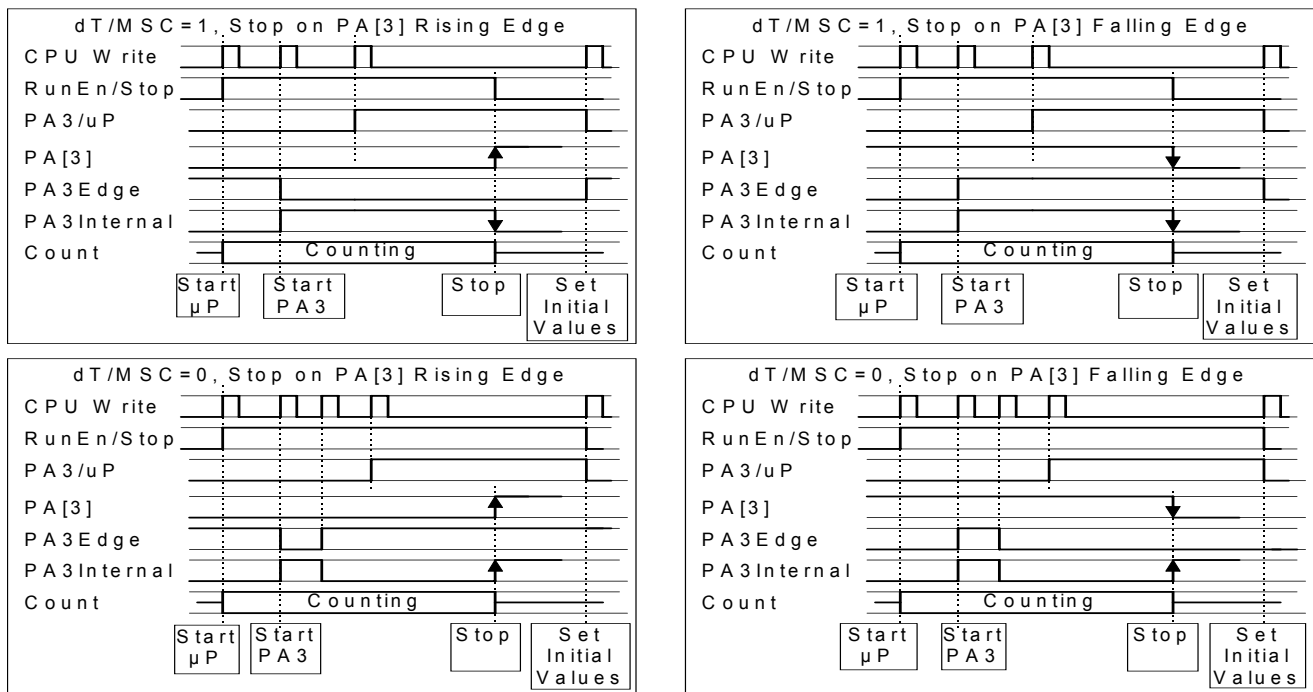 dT/MSC=1, Stop on PA[3] Rising Edge
CPU Write
RunEn/Stop
PA3/uP
PA[3]
PA3Edge
PA3Internal
Count
Counting
Start
µP
Start
PA3
Stop
Set
Initial
Values
dT/MSC=1, Stop on PA[3] Falling Edge
CPU Write
RunEn/Stop
PA3/uP
PA[3]
PA3Edge
PA3Internal
Count
Counting
Start
µP
Start
PA3
Stop
Set
Initial
Values
dT/MSC=0, Stop on PA[3] Rising Edge
CPU Write
RunEn/Stop
PA3/uP
PA[3]
PA3Edge
PA3Internal
Count
Counting
Start
µP
Start
PA3
Stop
Set
Initial
Values
dT/MSC=0, Stop on PA[3] Falling Edge
CPU Write
RunEn/Stop
PA3/uP
PA[3]
PA3Edge
PA3Internal
Count
Counting
Start
µP
Start
PA3
Stop
Set
Initial
Values